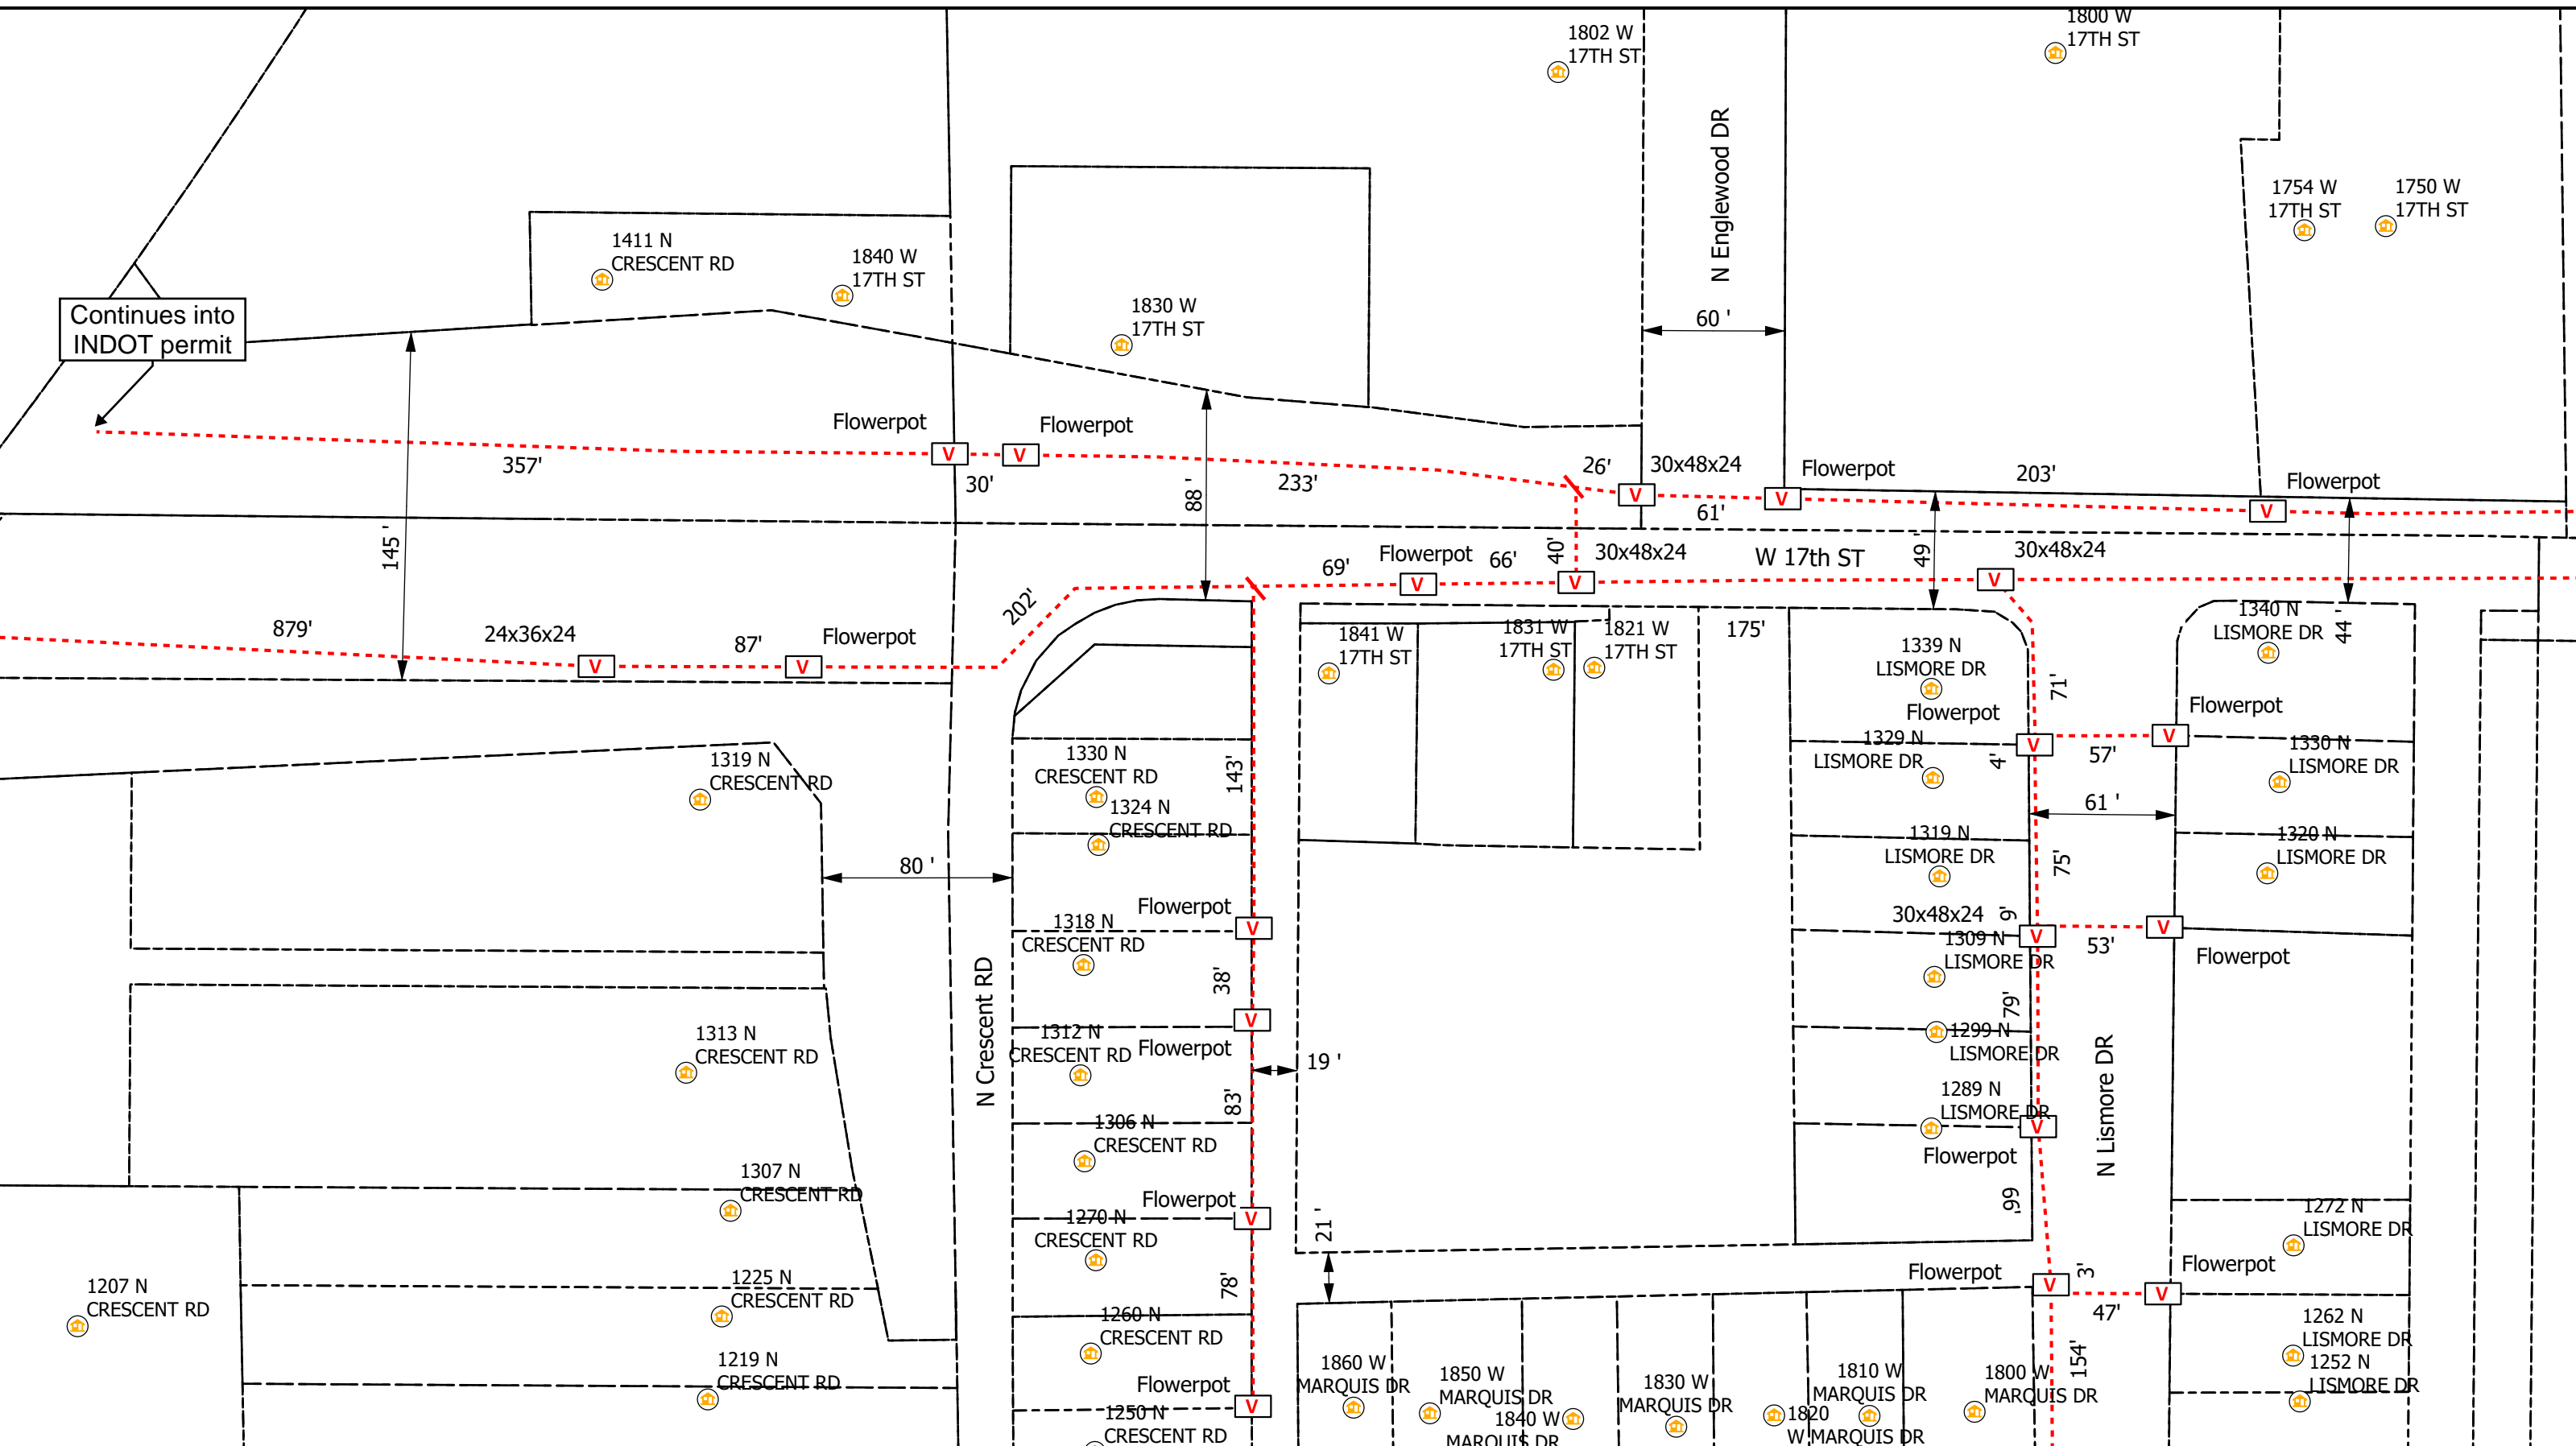 1802 W
17TH ST
1800 W
17TH ST
N Englewood DR
1754 W
17TH ST
1750 W
17TH ST
1411 N
CRESCENT RD
1840 W
17TH ST
1830 W
17TH ST
Continues into
INDOT permit
60 '
Flowerpot
V
Flowerpot
V
357'
30'
145 '
88 '
233'
26'
30x48x24
V
Flowerpot
V
61'
203'
Flowerpot
V
49 '
44 '
W 17th ST
69'
Flowerpot
V
66'
40'
30x48x24
V
30x48x24
V
202'
879'
24x36x24
V
87'
Flowerpot
V
1841 W
17TH ST
1831 W
17TH ST
1821 W
17TH ST
175'
1339 N
LISMORE DR
1340 N
LISMORE DR
71'
Flowerpot
V
Flowerpot
V
57'
4'
1329 N
LISMORE DR
1330 N
LISMORE DR
1319 N
CRESCENT RD
1330 N
CRESCENT RD
143'
1324 N
CRESCENT RD
61 '
1319 N
LISMORE DR
1320 N
LISMORE DR
75'
80 '
Flowerpot
V
1318 N
CRESCENT RD
30x48x24
9'
V
53'
V
Flowerpot
1309 N
LISMORE DR
N Crescent RD
38'
79'
V
Flowerpot
1312 N
CRESCENT RD
1313 N
CRESCENT RD
19 '
1299 N
LISMORE DR
N Lismore DR
83'
1289 N
LISMORE DR
V
Flowerpot
1306 N
CRESCENT RD
1307 N
CRESCENT RD
Flowerpot
V
1270 N
CRESCENT RD
21 '
66'
1272 N
LISMORE DR
Flowerpot
V
3'
Flowerpot
V
47'
78'
1207 N
CRESCENT RD
1225 N
CRESCENT RD
1260 N
CRESCENT RD
1262 N
LISMORE DR
1219 N
CRESCENT RD
Flowerpot
V
1250 N
CRESCENT RD
1860 W
MARQUIS DR
1850 W
MARQUIS DR
1840 W
MARQUIS DR
1830 W
MARQUIS DR
1820
W MARQUIS DR
1810 W
MARQUIS DR
1800 W
MARQUIS DR
154'
1252 N
LISMORE DR